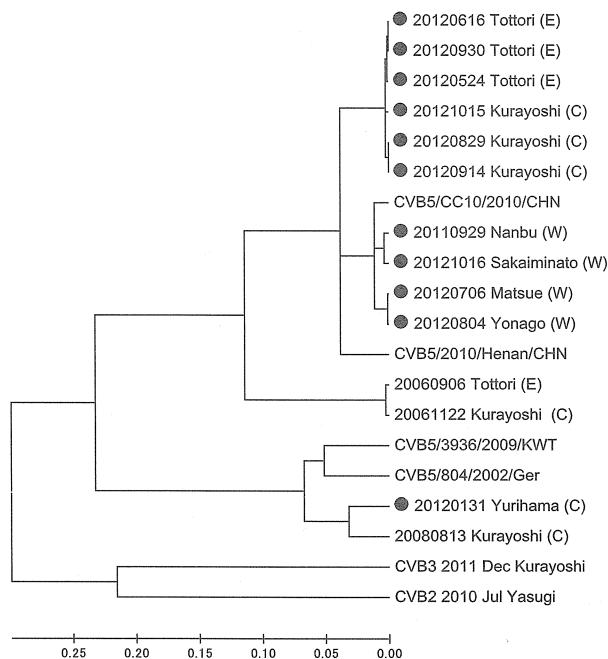 20120616 Tottori (E)
20120930 Tottori (E)
20120524 Tottori (E)
20121015 Kurayoshi (C)
20120829 Kurayoshi (C)
20120914 Kurayoshi (C)
CVB5/CC10/2010/CHN
20110929 Nanbu (W)
20121016 Sakaiminato (W)
20120706 Matsue (W)
20120804 Yonago (W)
CVB5/2010/Henan/CHN
20060906 Tottori (E)
20061122 Kurayoshi (C)
CVB5/3936/2009/KWT
CVB5/804/2002/Ger
20120131 Yurihama (C)
20080813 Kurayoshi (C)
CVB3 2011 Dec Kurayoshi
CVB2 2010 Jul Yasugi
0.25 0.20 0.15 0.10 0.05 0.00